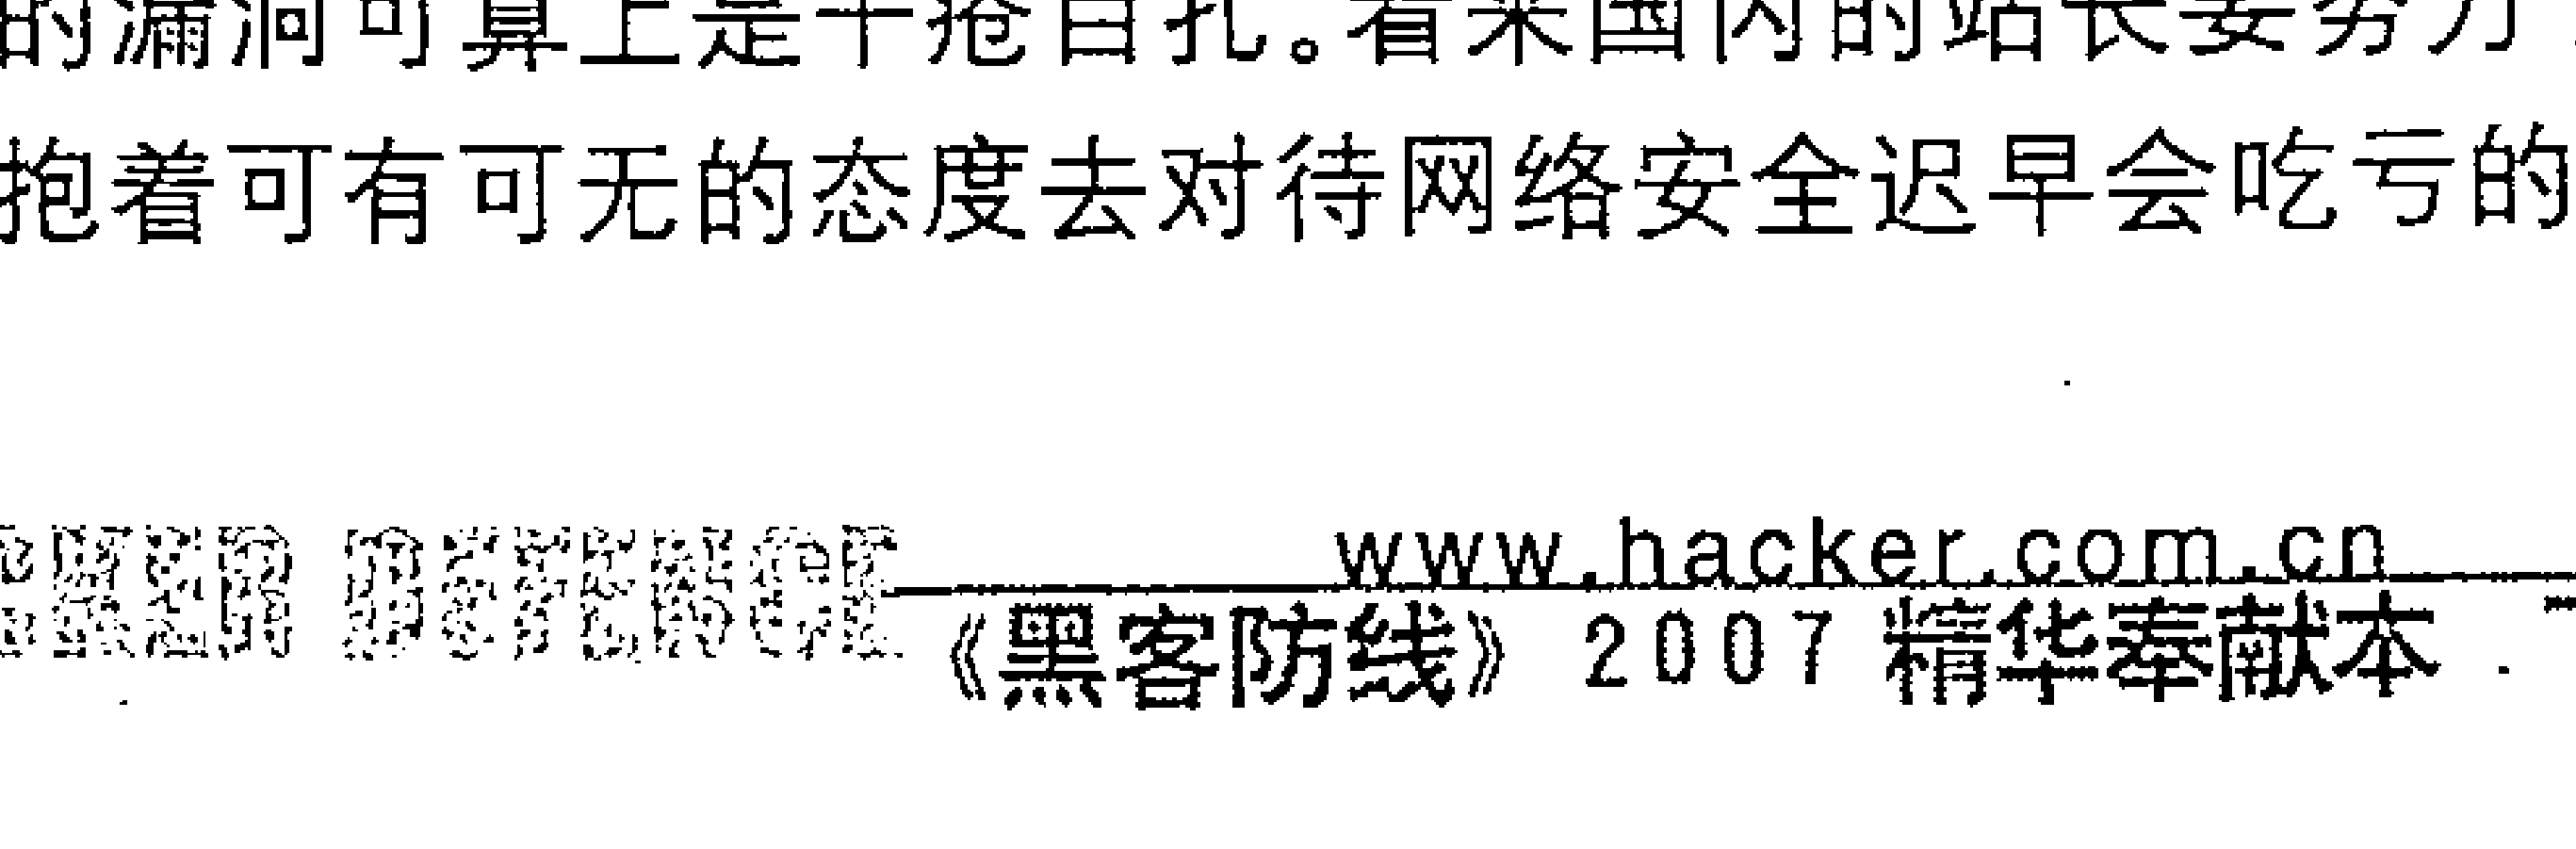 的漏洞可算上是千疮百孔。看来国内的站长要努力
抱着可有可无的态度去对待网络安全迟早会吃亏的
DEFENCE www.hacker.com.cn
《黑客防线》 2007 精华奉献本